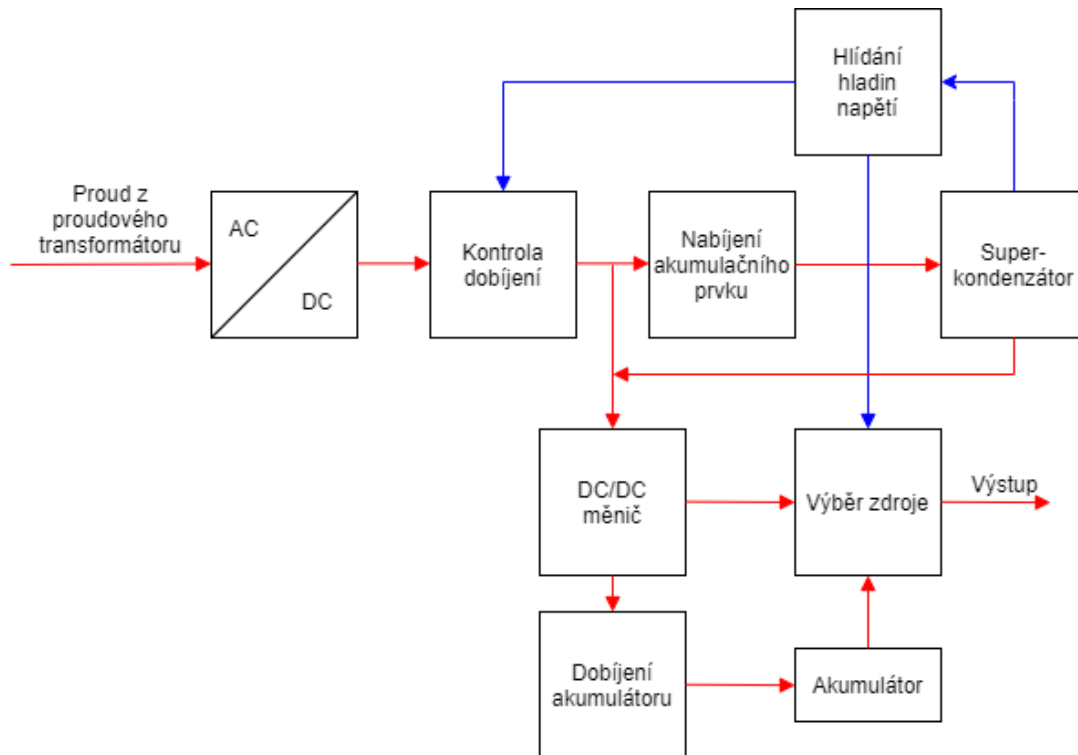 Hlídání
hladin
napětí
Proud z
proudového
transformátoru
AC
DC
Kontrola
dobíjení
Nabíjení
akumulačního
prvku
Super-
kondenzátor
DC/DC
měnič
Výběr zdroje
Výstup
Dobíjení
akumulátoru
Akumulátor